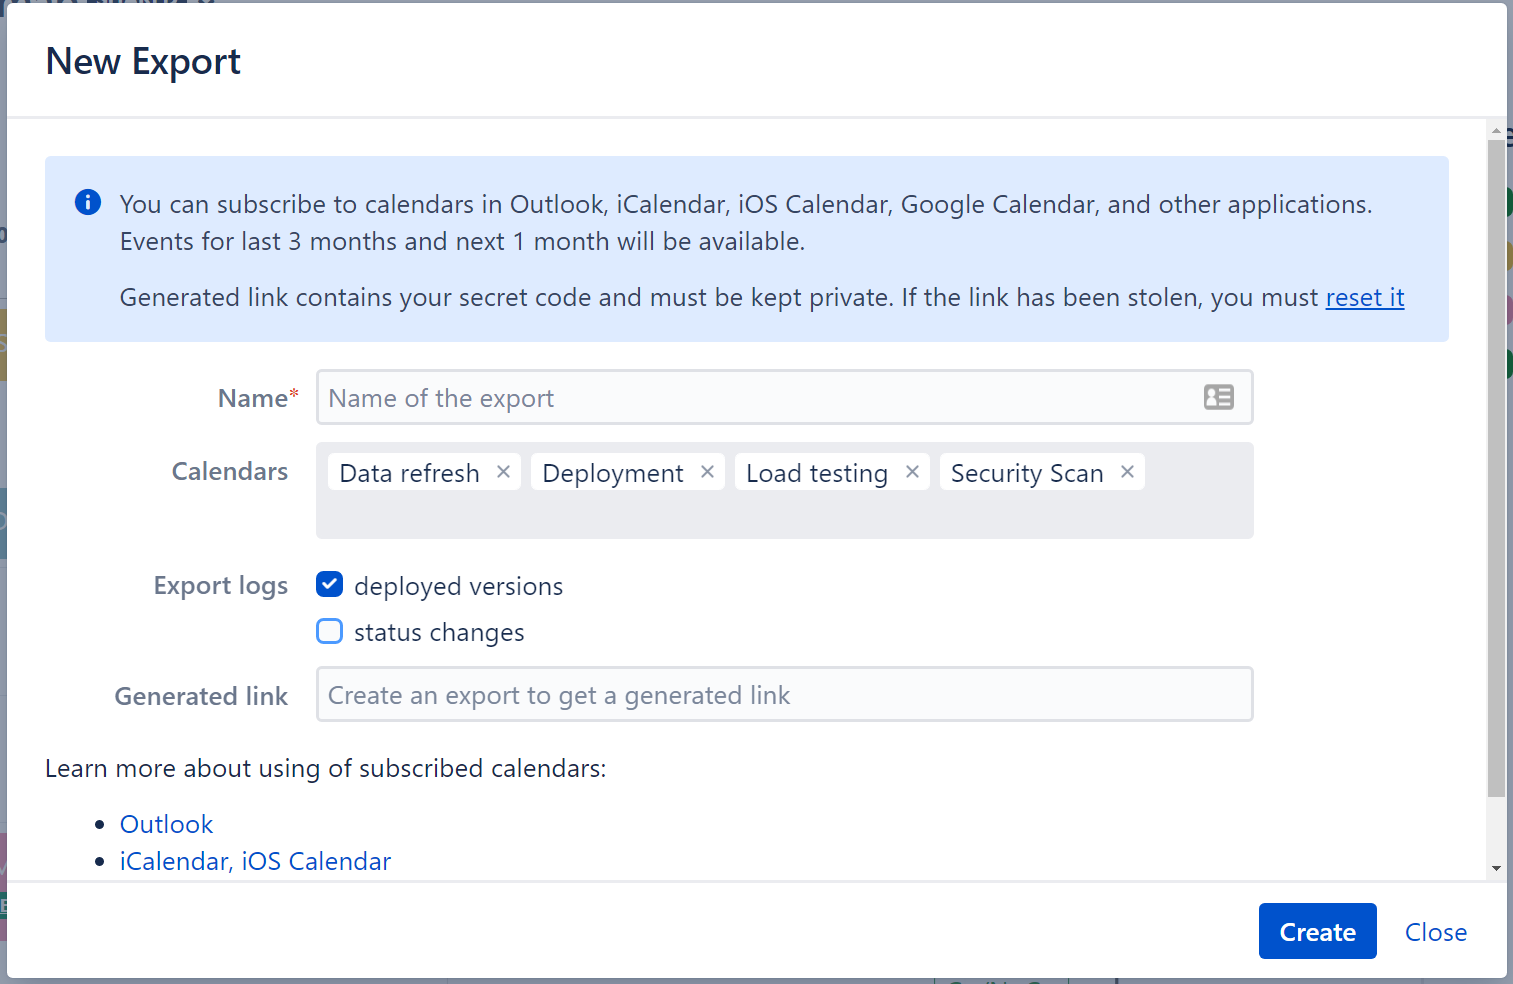 New Export
You can subscribe to calendars in Outlook, iCalendar, iOS Calendar, Google Calendar, and other applications.
Events for last 3 months and next 1 month will be available.
Generated link contains your secret code and must be kept private. If the link has been stolen, you must reset it
Name*
Name of the export
Calendars
Data refresh × Deployment × Load testing × Security Scan ×
Export logs
deployed versions
status changes
Generated link
Create an export to get a generated link
Learn more about using of subscribed calendars:
• Outlook
• iCalendar, iOS Calendar
Create
Close